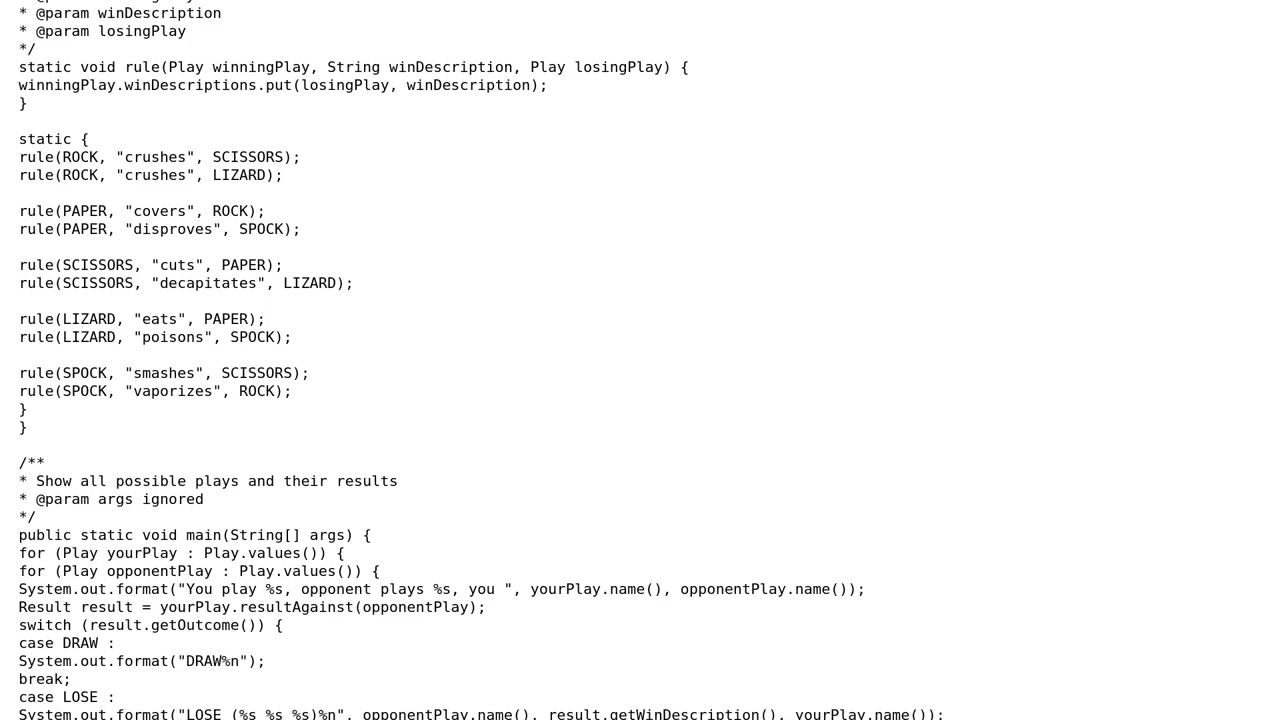 * @param winDescription
* @param losingPlay
*/
static void rule(Play winningPlay, String winDescription, Play losingPlay) {
winningPlay.winDescriptions.put(losingPlay, winDescription);
}
static {
rule(ROCK, "crushes", SCISSORS);
rule(ROCK, "crushes", LIZARD);
rule(PAPER, "covers", ROCK);
rule(PAPER, "disproves", SPOCK);
rule(SCISSORS, "cuts", PAPER);
rule(SCISSORS, "decapitates", LIZARD);
rule(LIZARD, "eats", PAPER);
rule(LIZARD, "poisons", SPOCK);
rule(SPOCK, "smashes", SCISSORS);
rule(SPOCK, "vaporizes", ROCK);
}
}
/**
* Show all possible plays and their results
* @param args ignored
*/
public static void main(String[] args) {
for (Play yourPlay : Play.values()) {
for (Play opponentPlay : Play.values()) {
System.out.format("You play %s, opponent plays %s, you ", yourPlay.name(), opponentPlay.name());
Result result = yourPlay.resultAgainst(opponentPlay);
switch (result.getOutcome()) {
case DRAW :
System.out.format("DRAW%n");
break;
case LOSE :
System.out.format("LOSE (%s %s %s)%n", opponentPlay.name(), result.getWinDescription(), yourPlay.name());